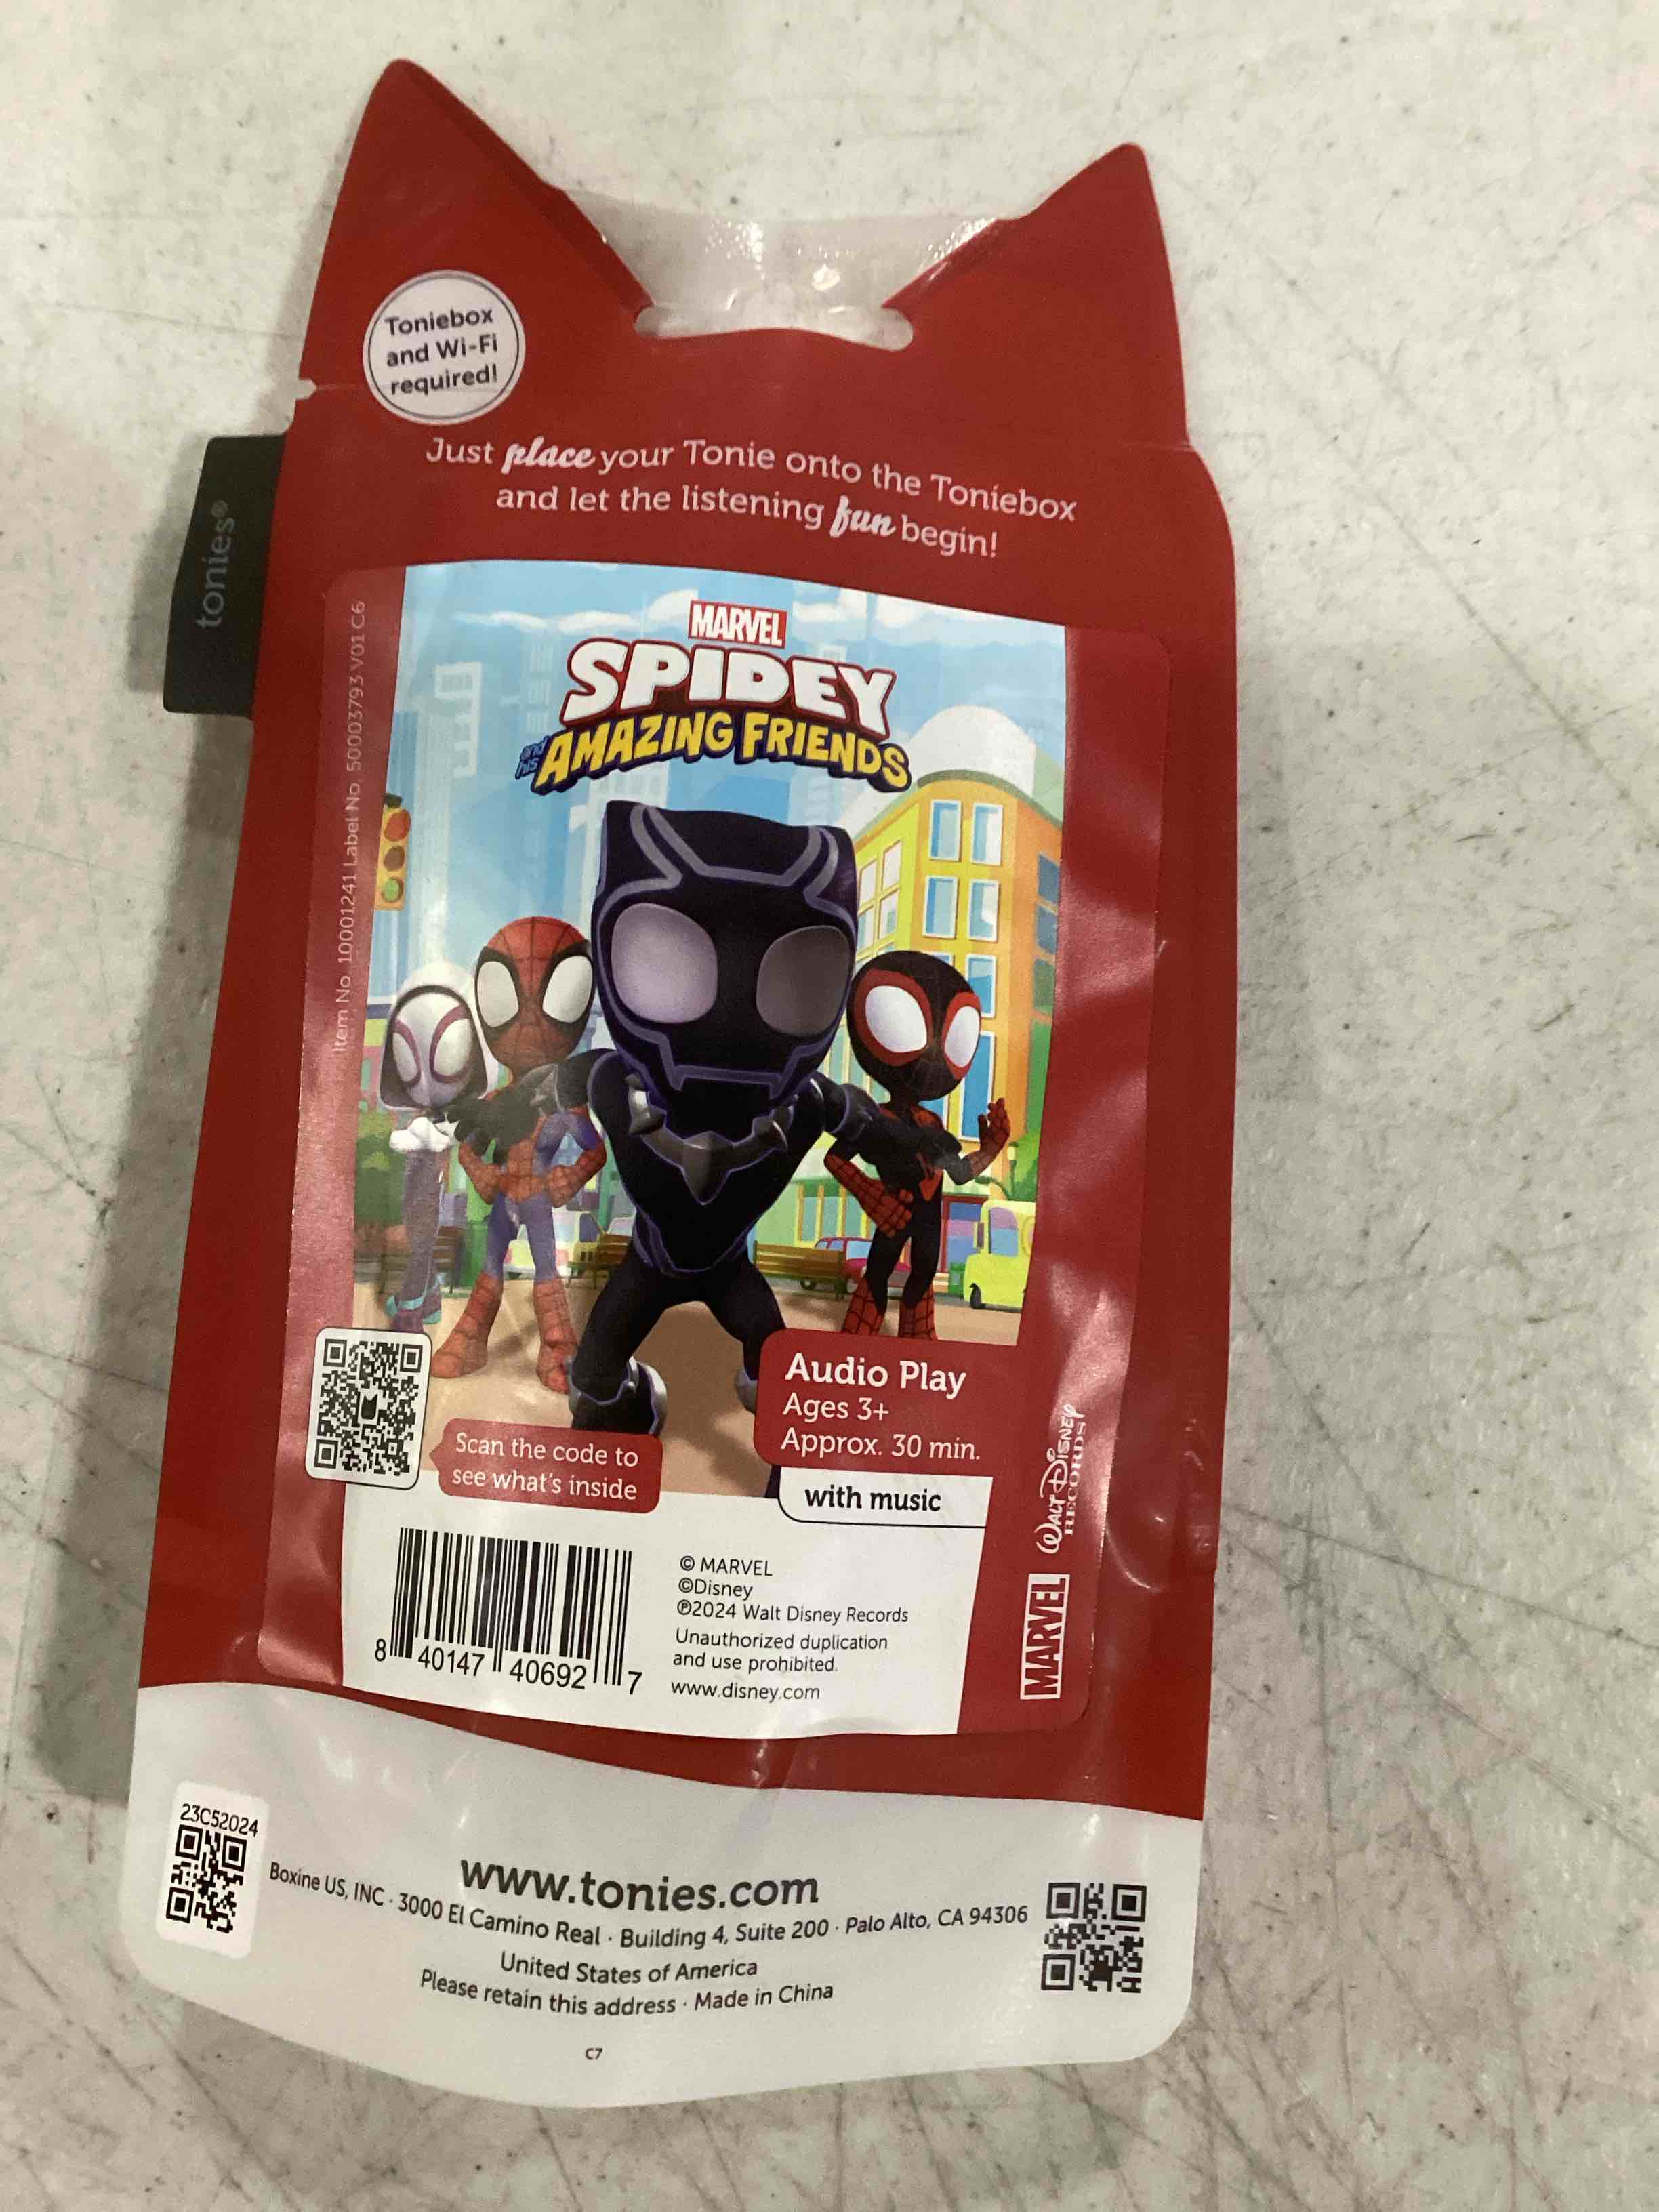 Toniebox
and Wi-Fi
required!
Just place your Tonie onto the Toniebox
and let the listening fun begin!
tonies®
Item No. 10001241 Label No. 50003793 V01 C6
MARVEL
SPIDEY
and his
AMAZING FRIENDS
Audio Play
Ages 3+
Approx. 30 min.
with music
Scan the code to
see what's inside
WALT DISNEY
RECORDS
MARVEL
8 40147 40692 7
© MARVEL
©Disney
℗2024 Walt Disney Records
Unauthorized duplication
and use prohibited.
www.disney.com
23C52024
www.tonies.com
Boxine US, INC · 3000 El Camino Real · Building 4, Suite 200 · Palo Alto, CA 94306
United States of America
Please retain this address · Made in China
C7